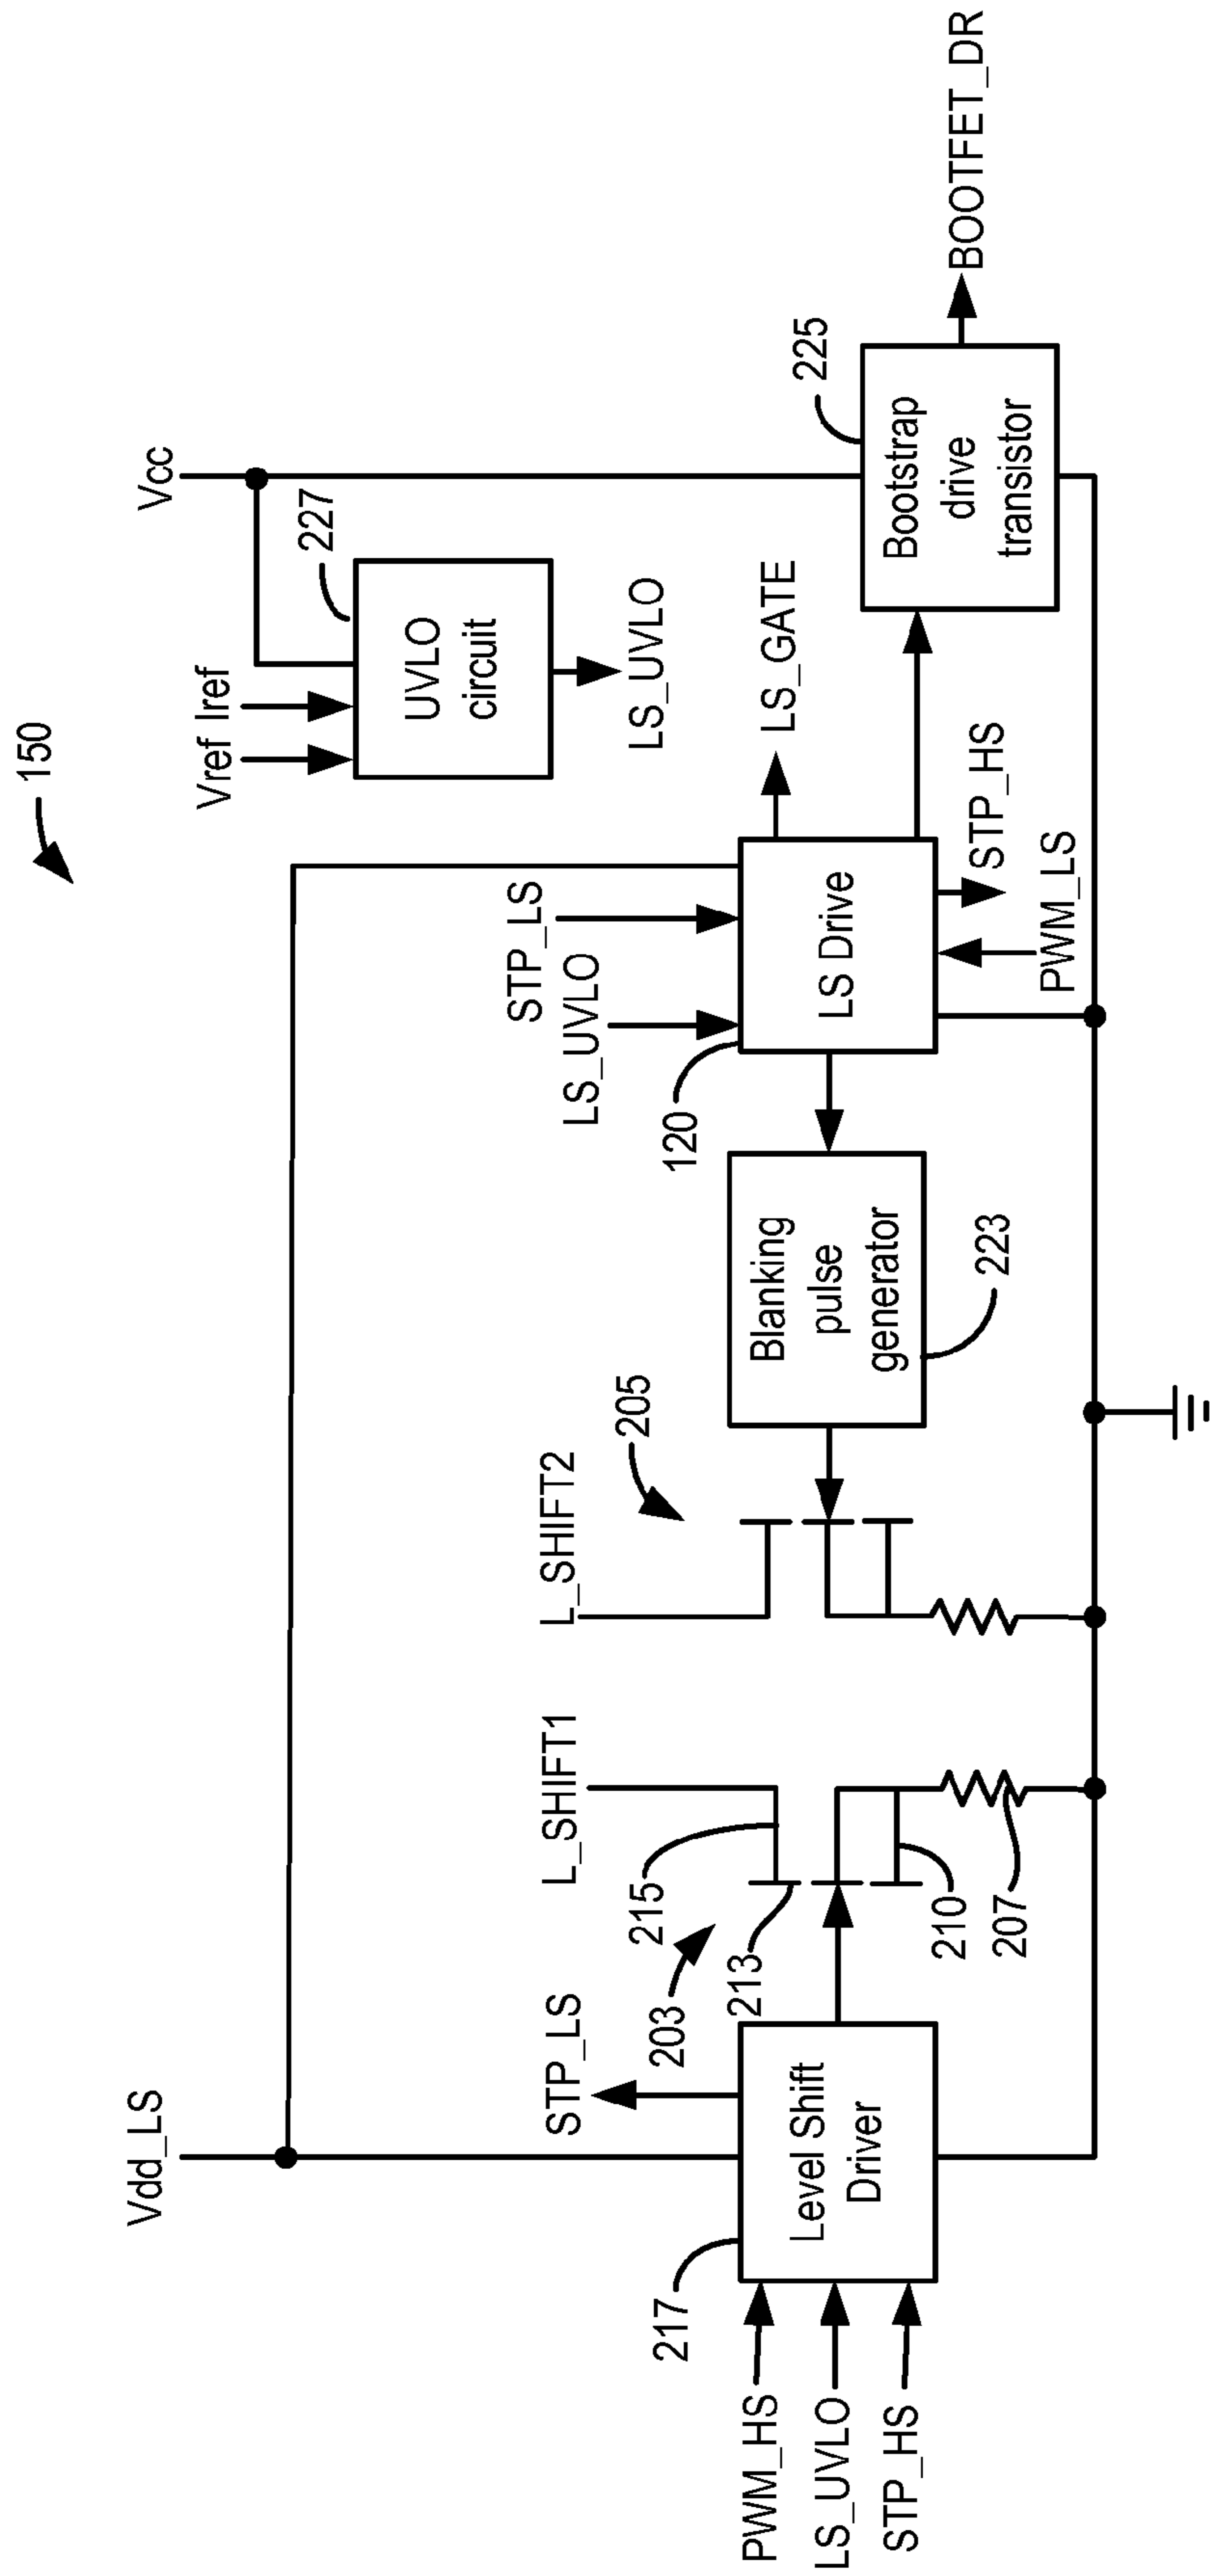 150
Vdd_LS
Vref
Iref
Vcc
227
UVLO
circuit
LS_UVLO
STP_LS
L_SHIFT1
L_SHIFT2
205
STP_LS
LS_UVLO
120
LS_GATE
225
217
203
215
213
PWM_HS
LS_UVLO
STP_HS
Level Shift
Driver
210
207
Blanking
pulse
generator
223
LS Drive
PWM_LS
STP_HS
Bootstrap
drive
transistor
BOOTFET_DR